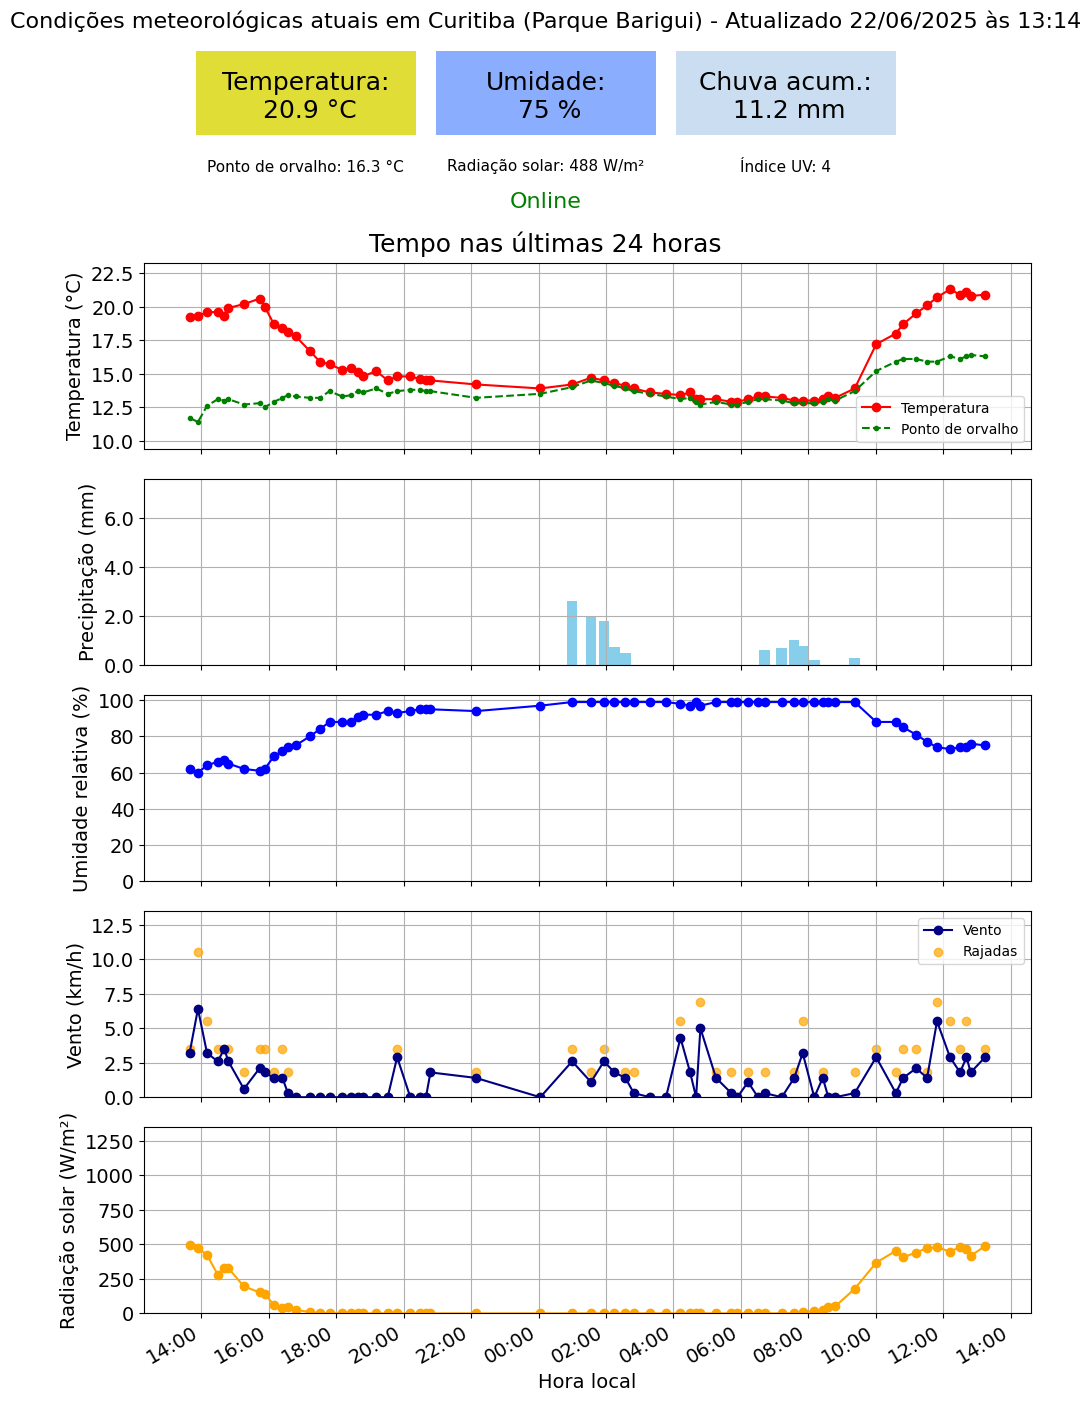 Condições meteorológicas atuais em Curitiba (Parque Barigui) - Atualizado 22/06/2025 às 13:14
Temperatura:
20.9 °C
Umidade:
75 %
Chuva acum.:
11.2 mm
Ponto de orvalho: 16.3 °C
Radiação solar: 488 W/m²
Índice UV: 4
Online
Tempo nas últimas 24 horas
Temperatura (°C)
22.5
20.0
17.5
15.0
12.5
10.0
Temperatura
Ponto de orvalho
Precipitação (mm)
6.0
4.0
2.0
0.0
Umidade relativa (%)
100
80
60
40
20
0
Vento (km/h)
12.5
10.0
7.5
5.0
2.5
0.0
Vento
Rajadas
Radiação solar (W/m²)
1250
1000
750
500
250
0
14:00
16:00
18:00
20:00
22:00
00:00
02:00
04:00
06:00
08:00
10:00
12:00
14:00
Hora local